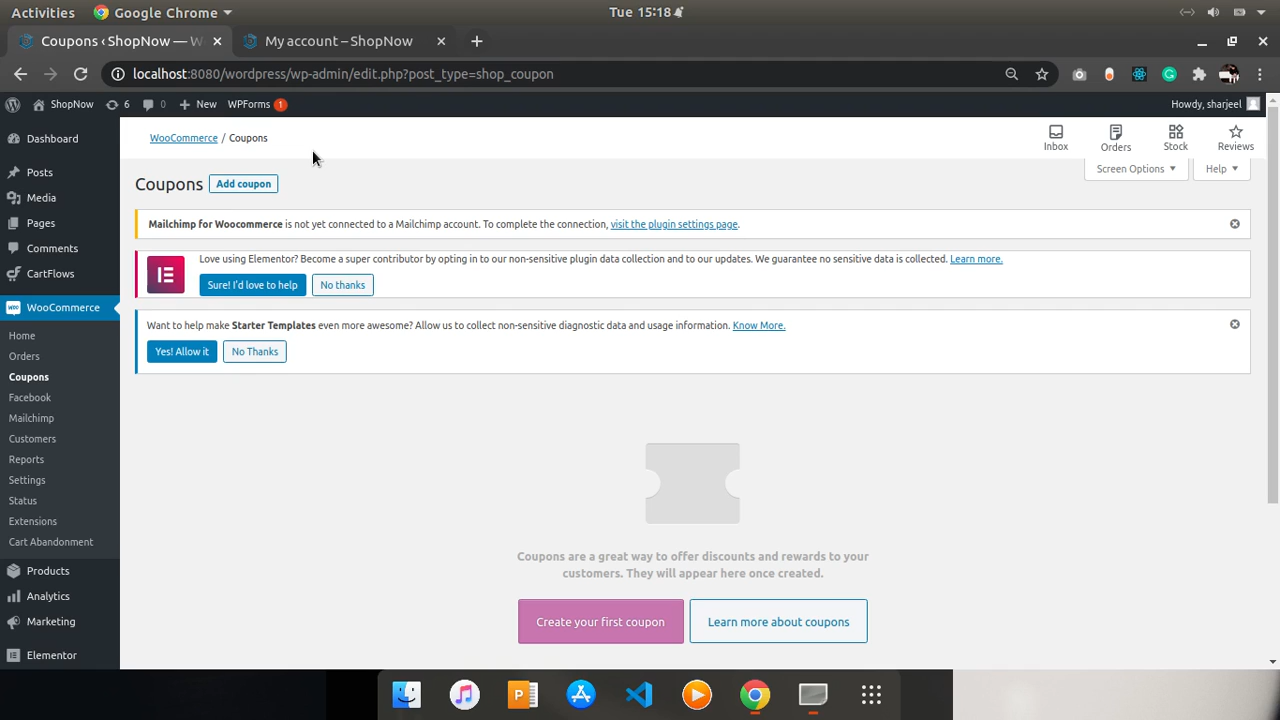 Activities
Google Chrome
Tue 15:18
Coupons ‹ ShopNow — W
My account – ShopNow
localhost:8080/wordpress/wp-admin/edit.php?post_type=shop_coupon
ShopNow
6
0
New
WPForms 1
Howdy, sharjeel
Dashboard
Posts
Media
Pages
Comments
CartFlows
WooCommerce
Home
Orders
Coupons
Facebook
Mailchimp
Customers
Reports
Settings
Status
Extensions
Cart Abandonment
Products
Analytics
Marketing
Elementor
WooCommerce / Coupons
Inbox
Orders
Stock
Reviews
Screen Options
Help
Coupons
Add coupon
Mailchimp for Woocommerce is not yet connected to a Mailchimp account. To complete the connection, visit the plugin settings page.
Love using Elementor? Become a super contributor by opting in to our non-sensitive plugin data collection and to our updates. We guarantee no sensitive data is collected. Learn more.
Sure! I'd love to help
No thanks
Want to help make Starter Templates even more awesome? Allow us to collect non-sensitive diagnostic data and usage information. Know More.
Yes! Allow it
No Thanks
Coupons are a great way to offer discounts and rewards to your
customers. They will appear here once created.
Create your first coupon
Learn more about coupons